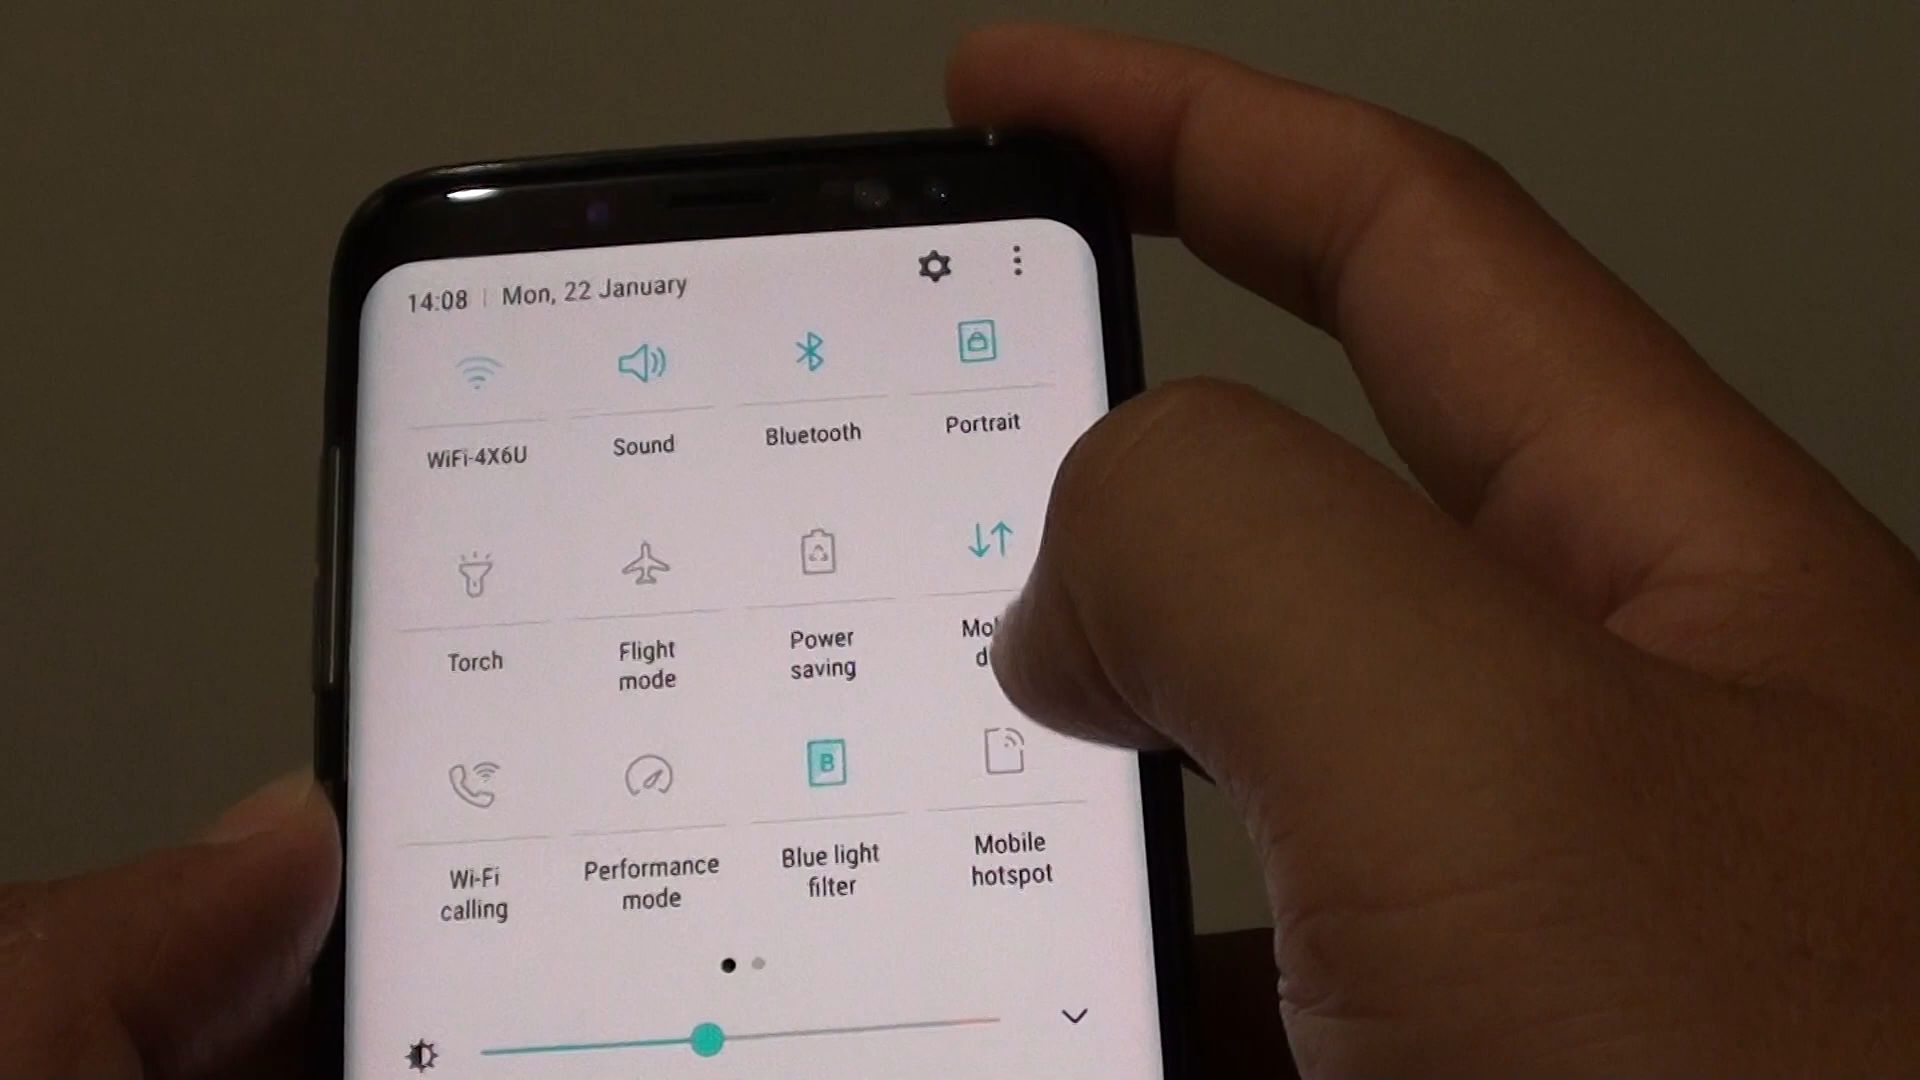 14:08 | Mon, 22 January
WiFi-4X6U
Sound
Bluetooth
Portrait
Torch
Flight
mode
Power
saving
Wi-Fi
calling
Performance
mode
B
Blue light
filter
Mobile
hotspot